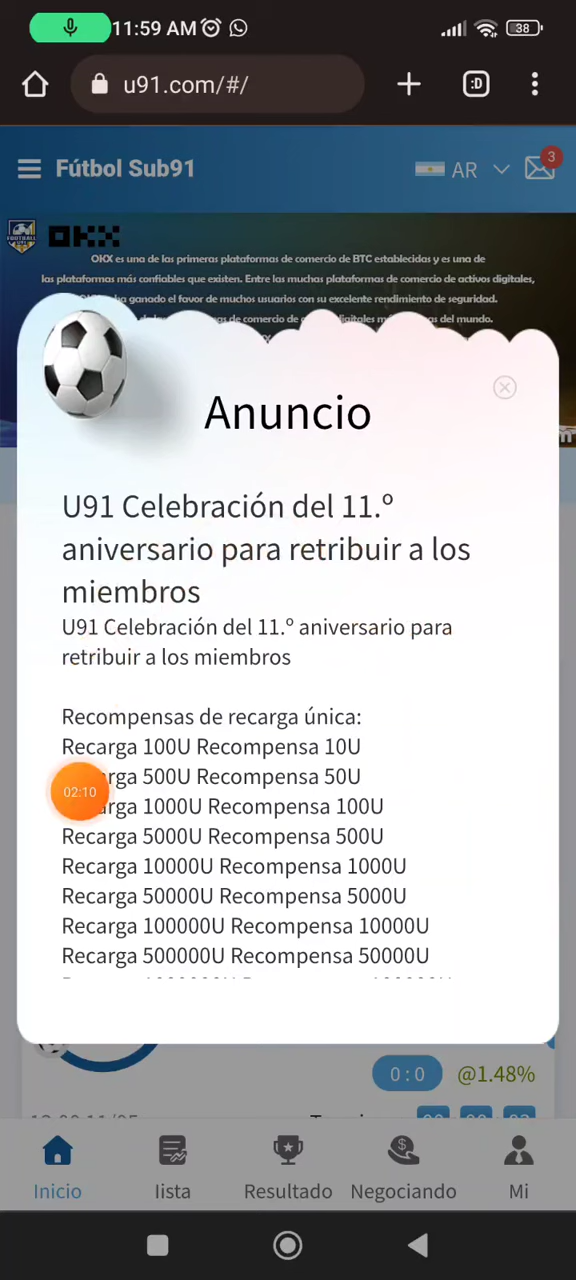 11:59 AM
38
u91.com/#/
:D
Fútbol Sub91
AR
3
OKX
OKX es una de las primeras plataformas de comercio de BTC establecidas y es una de
las plataformas más confiables que existen. Entre las muchas plataformas de comercio de activos digitales,
ha ganado el favor de muchos usuarios con su excelente rendimiento de seguridad.
Anuncio
U91 Celebración del 11.º
aniversario para retribuir a los
miembros
U91 Celebración del 11.º aniversario para
retribuir a los miembros
Recompensas de recarga única:
Recarga 100U Recompensa 10U
Recarga 500U Recompensa 50U
02:10
Recarga 1000U Recompensa 100U
Recarga 5000U Recompensa 500U
Recarga 10000U Recompensa 1000U
Recarga 50000U Recompensa 5000U
Recarga 100000U Recompensa 10000U
Recarga 500000U Recompensa 50000U
0 : 0
@1.48%
Inicio
lista
Resultado
Negociando
Mi